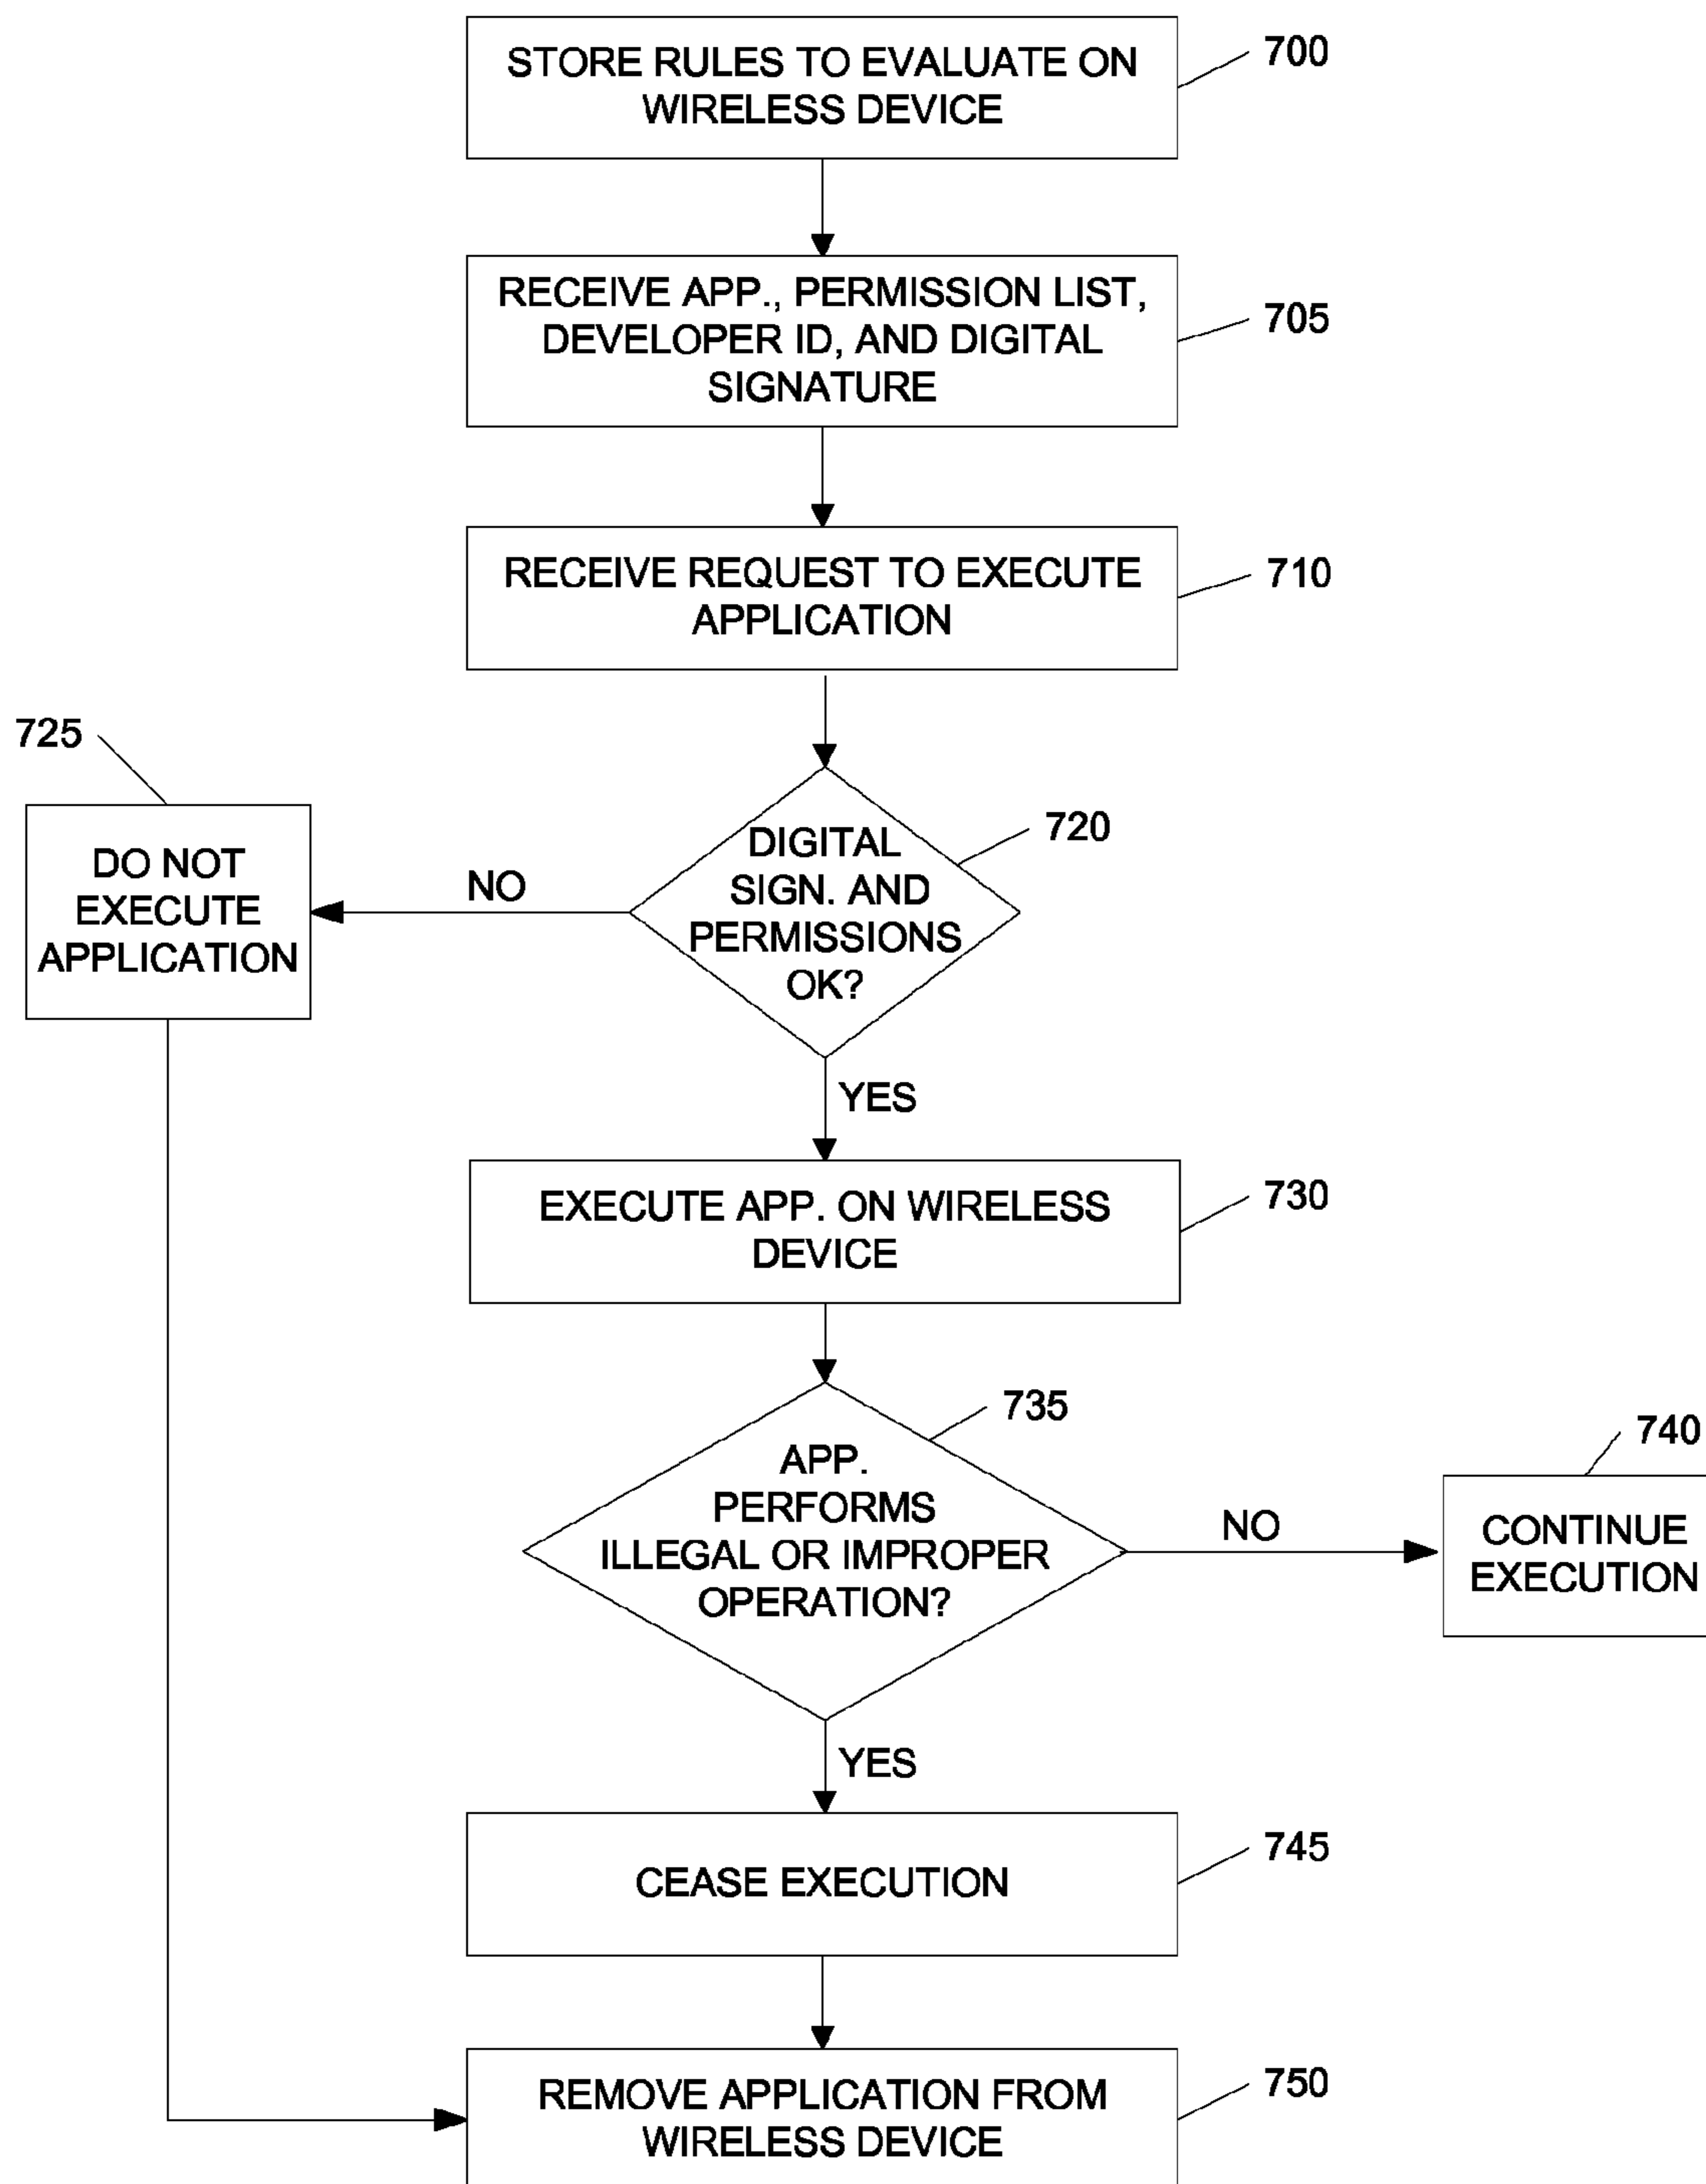 STORE RULES TO EVALUATE ON
WIRELESS DEVICE
700
RECEIVE APP., PERMISSION LIST,
DEVELOPER ID, AND DIGITAL
SIGNATURE
705
RECEIVE REQUEST TO EXECUTE
APPLICATION
710
725
DO NOT
EXECUTE
APPLICATION
NO
DIGITAL
SIGN. AND
PERMISSIONS
OK?
720
YES
EXECUTE APP. ON WIRELESS
DEVICE
730
APP.
PERFORMS
ILLEGAL OR IMPROPER
OPERATION?
735
NO
740
CONTINUE
EXECUTION
YES
CEASE EXECUTION
745
REMOVE APPLICATION FROM
WIRELESS DEVICE
750